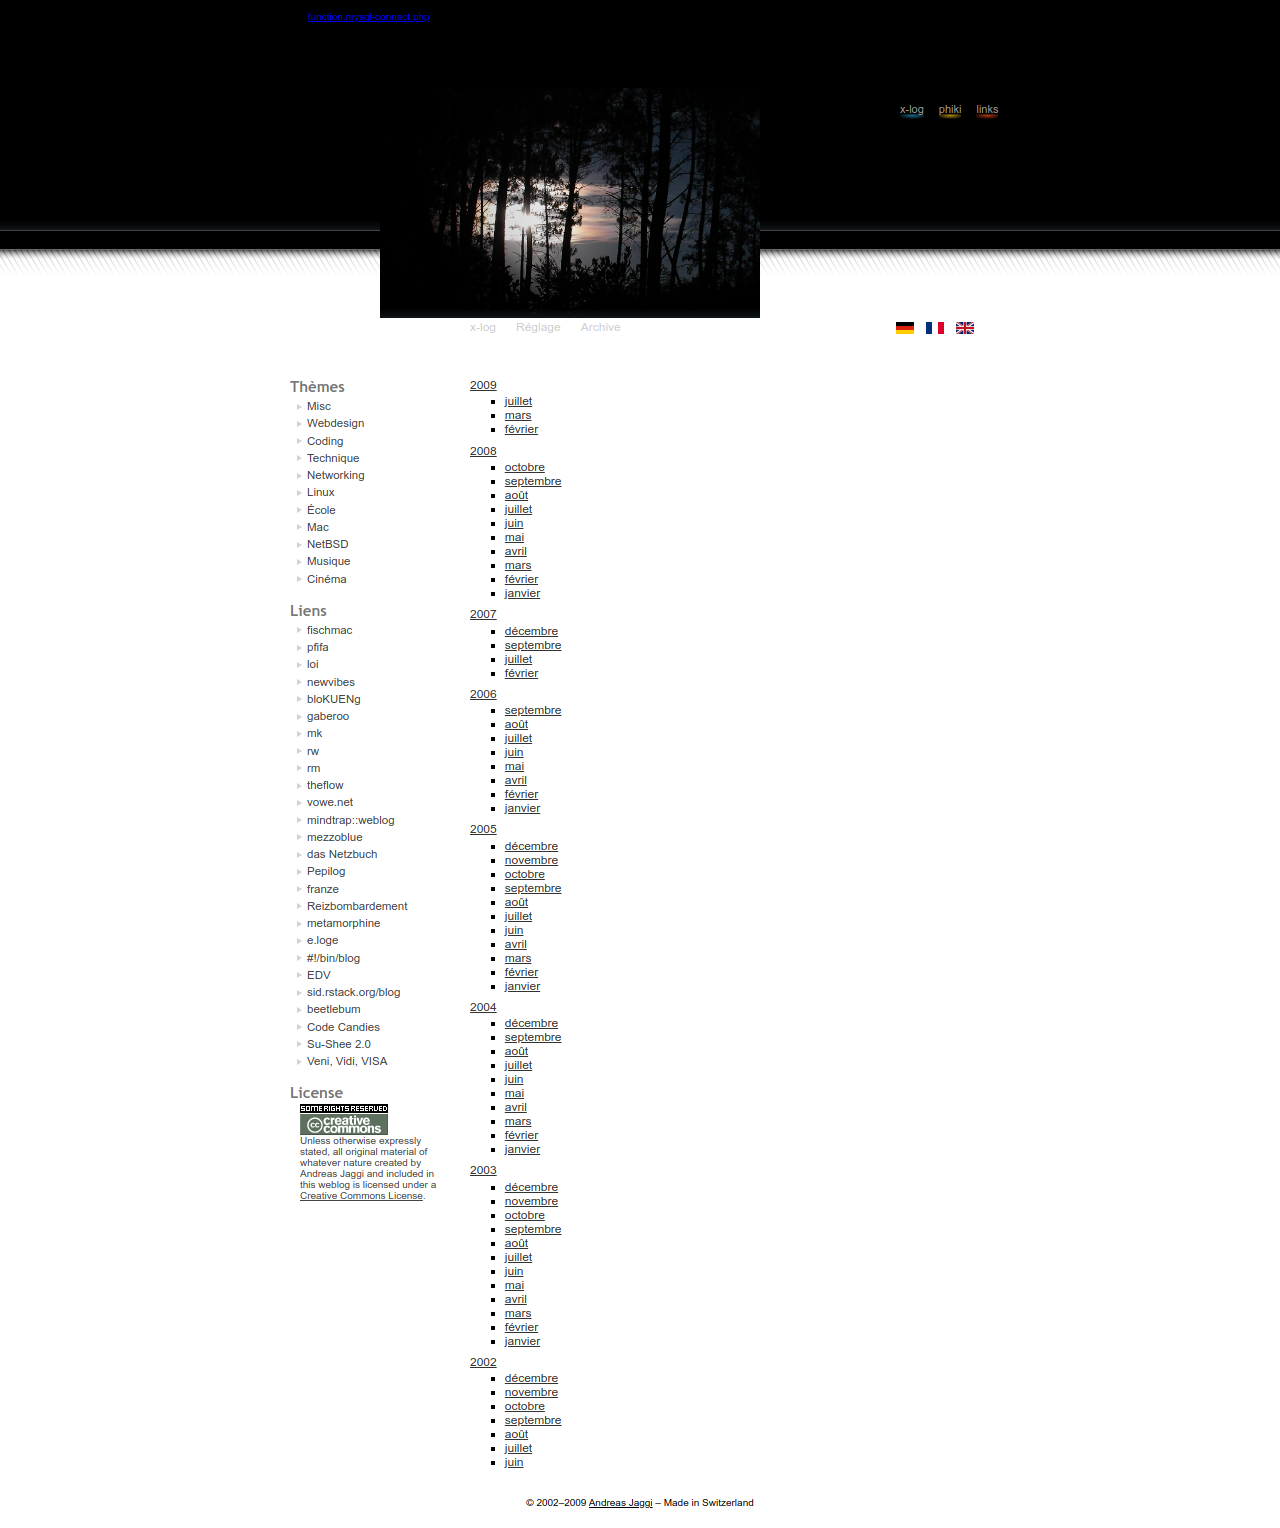 function.mysql-connect.php
x-log phiki links
x-log Réglage Archive
Thèmes
Misc
Webdesign
Coding
Technique
Networking
Linux
École
Mac
NetBSD
Musique
Cinéma
Liens
fischmac
pfifa
loi
newvibes
bloKUENg
gaberoo
mk
rw
rm
theflow
vowe.net
mindtrap::weblog
mezzoblue
das Netzbuch
Pepilog
franze
Reizbombardement
metamorphine
e.loge
#!/bin/blog
EDV
sid.rstack.org/blog
beetlebum
Code Candies
Su-Shee 2.0
Veni, Vidi, VISA
License
SOME RIGHTS RESERVED
cc creative
commons
Unless otherwise expressly
stated, all original material of
whatever nature created by
Andreas Jaggi and included in
this weblog is licensed under a
Creative Commons License.
2009
juillet
mars
février
2008
octobre
septembre
août
juillet
juin
mai
avril
mars
février
janvier
2007
décembre
septembre
juillet
février
2006
septembre
août
juillet
juin
mai
avril
février
janvier
2005
décembre
novembre
octobre
septembre
août
juillet
juin
avril
mars
février
janvier
2004
décembre
septembre
août
juillet
juin
mai
avril
mars
février
janvier
2003
décembre
novembre
octobre
septembre
août
juillet
juin
mai
avril
mars
février
janvier
2002
décembre
novembre
octobre
septembre
août
juillet
juin
© 2002–2009 Andreas Jaggi – Made in Switzerland